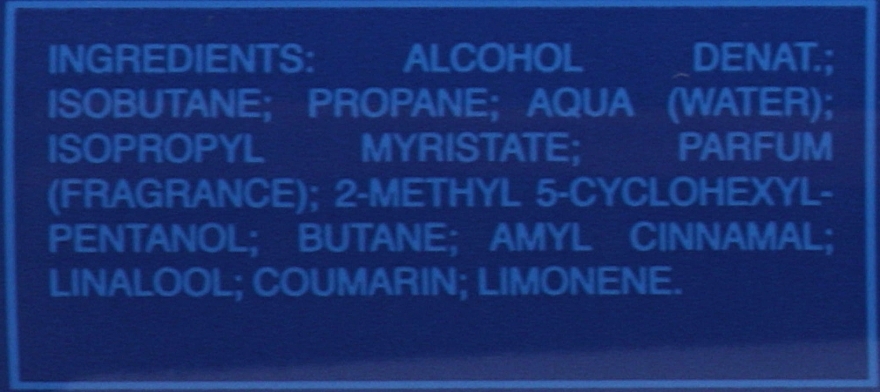 INGREDIENTS: ALCOHOL DENAT.;
ISOBUTANE; PROPANE; AQUA (WATER);
ISOPROPYL MYRISTATE; PARFUM
(FRAGRANCE); 2-METHYL 5-CYCLOHEXYL-
PENTANOL; BUTANE; AMYL CINNAMAL;
LINALOOL; COUMARIN; LIMONENE.